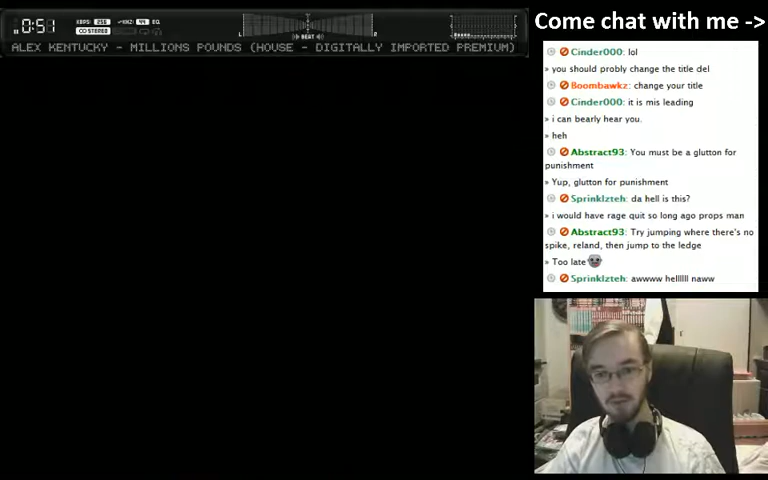 0:51
KBPS: 256
KHZ: 44 EQ
STEREO
L BEAT R
ALEX KENTUCKY - MILLIONS POUNDS (HOUSE - DIGITALLY IMPORTED PREMIUM)
Come chat with me ->
Cinder000: lol
» you should probly change the title del
Boombawkz: change your title
Cinder000: it is mis leading
» i can bearly hear you.
» heh
Abstract93: You must be a glutton for
punishment
» Yup, glutton for punishment
Sprinklzteh: da hell is this?
» i would have rage quit so long ago props man
Abstract93: Try jumping where there's no
spike, reland, then jump to the ledge
» Too late
Sprinklzteh: awwww hellllll naww